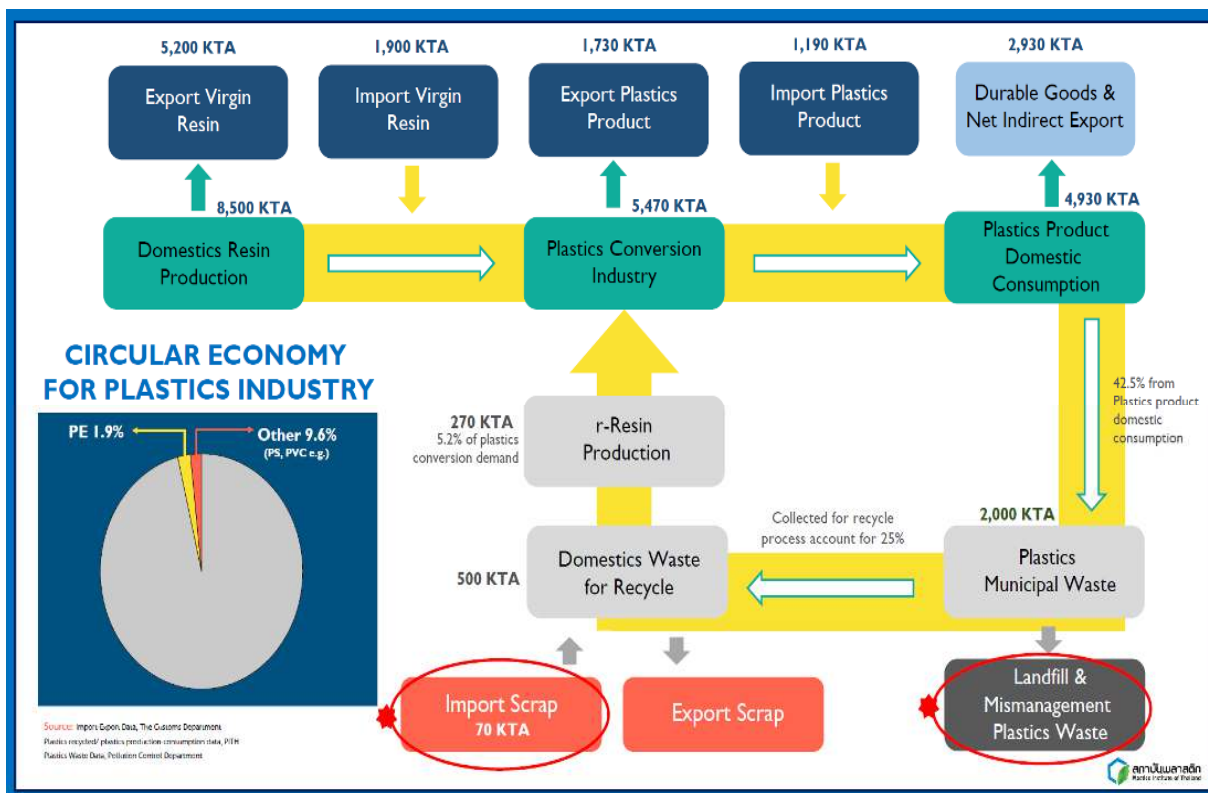 5,200 KTA
1,900 KTA
1,730 KTA
1,190 KTA
2,930 KTA
Export Virgin
Resin
Import Virgin
Resin
Export Plastics
Product
Import Plastics
Product
Durable Goods &
Net Indirect Export
8,500 KTA
5,470 KTA
4,930 KTA
Domestics Resin
Production
Plastics Conversion
Industry
Plastics Product
Domestic
Consumption
CIRCULAR ECONOMY
FOR PLASTICS INDUSTRY
42.5% from
Plastics product
domestic
consumption
PE 1.9%
Other 9.6%
(PS, PVC e.g.)
270 KTA
5.2% of plastics
conversion demand
r-Resin
Production
Collected for recycle
process account for 25%
2,000 KTA
500 KTA
Domestics Waste
for Recycle
Plastics
Municipal Waste
Import Scrap
70 KTA
Export Scrap
Landfill &
Mismanagement
Plastics Waste
Source: Import Export Data, The Customs Department
Plastics recycled/ plastics production consumption data, PITH
Plastics Waste Data, Pollution Control Department
สถาบันพลาสติก
Plastics Institute of Thailand